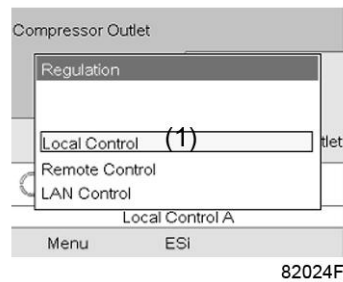 Compressor Outlet
Regulation
Local Control (1)
tlet
Remote Control
LAN Control
Local Control A
Menu ESi
82024F